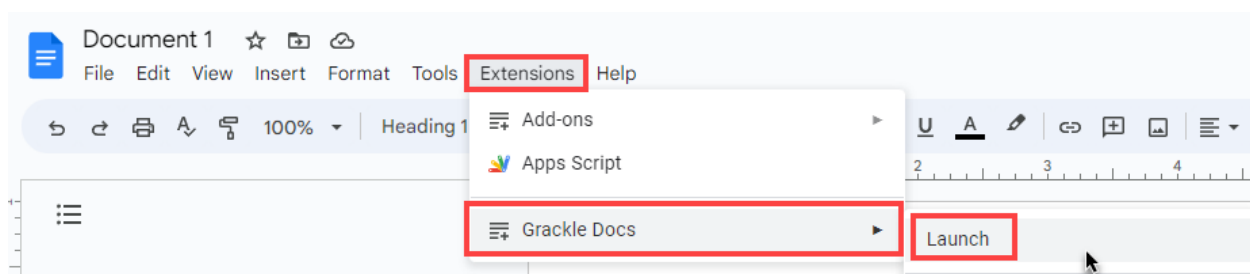 Document 1
File Edit View Insert Format Tools Extensions Help
100% Heading 1 U A
Add-ons
Apps Script
2 3 4
Grackle Docs
Launch